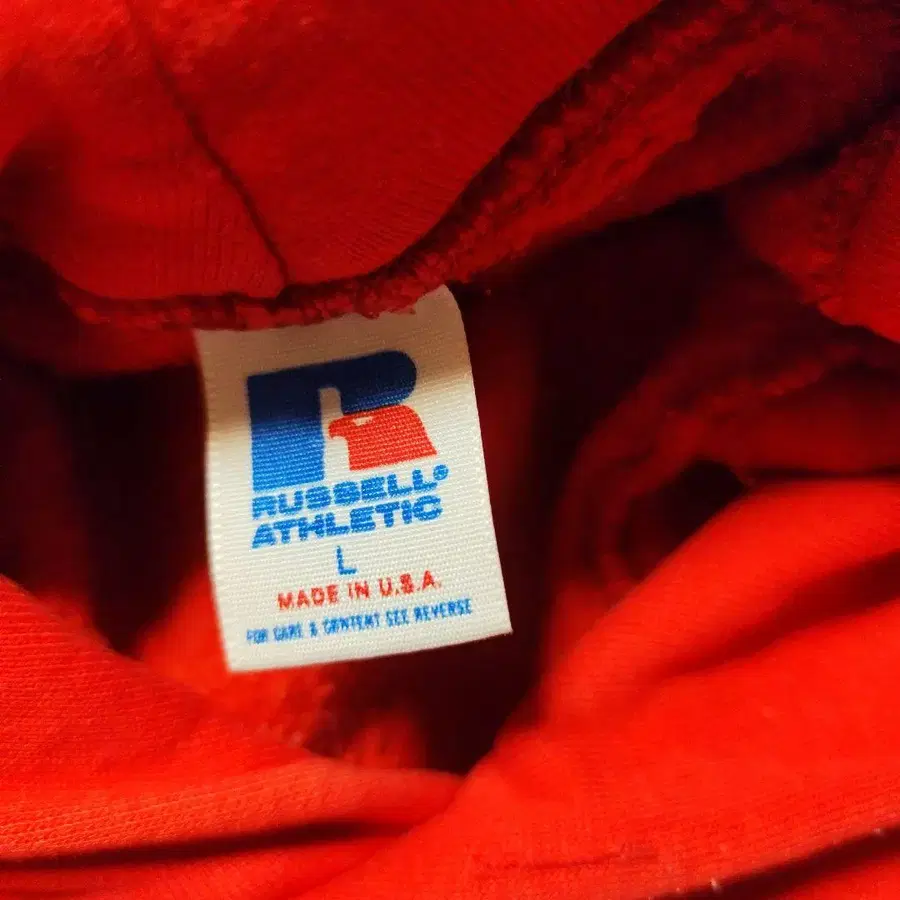 R
RUSSELL®
ATHLETIC
L
MADE IN U.S.A.
FOR CARE & CONTENT SEE REVERSE